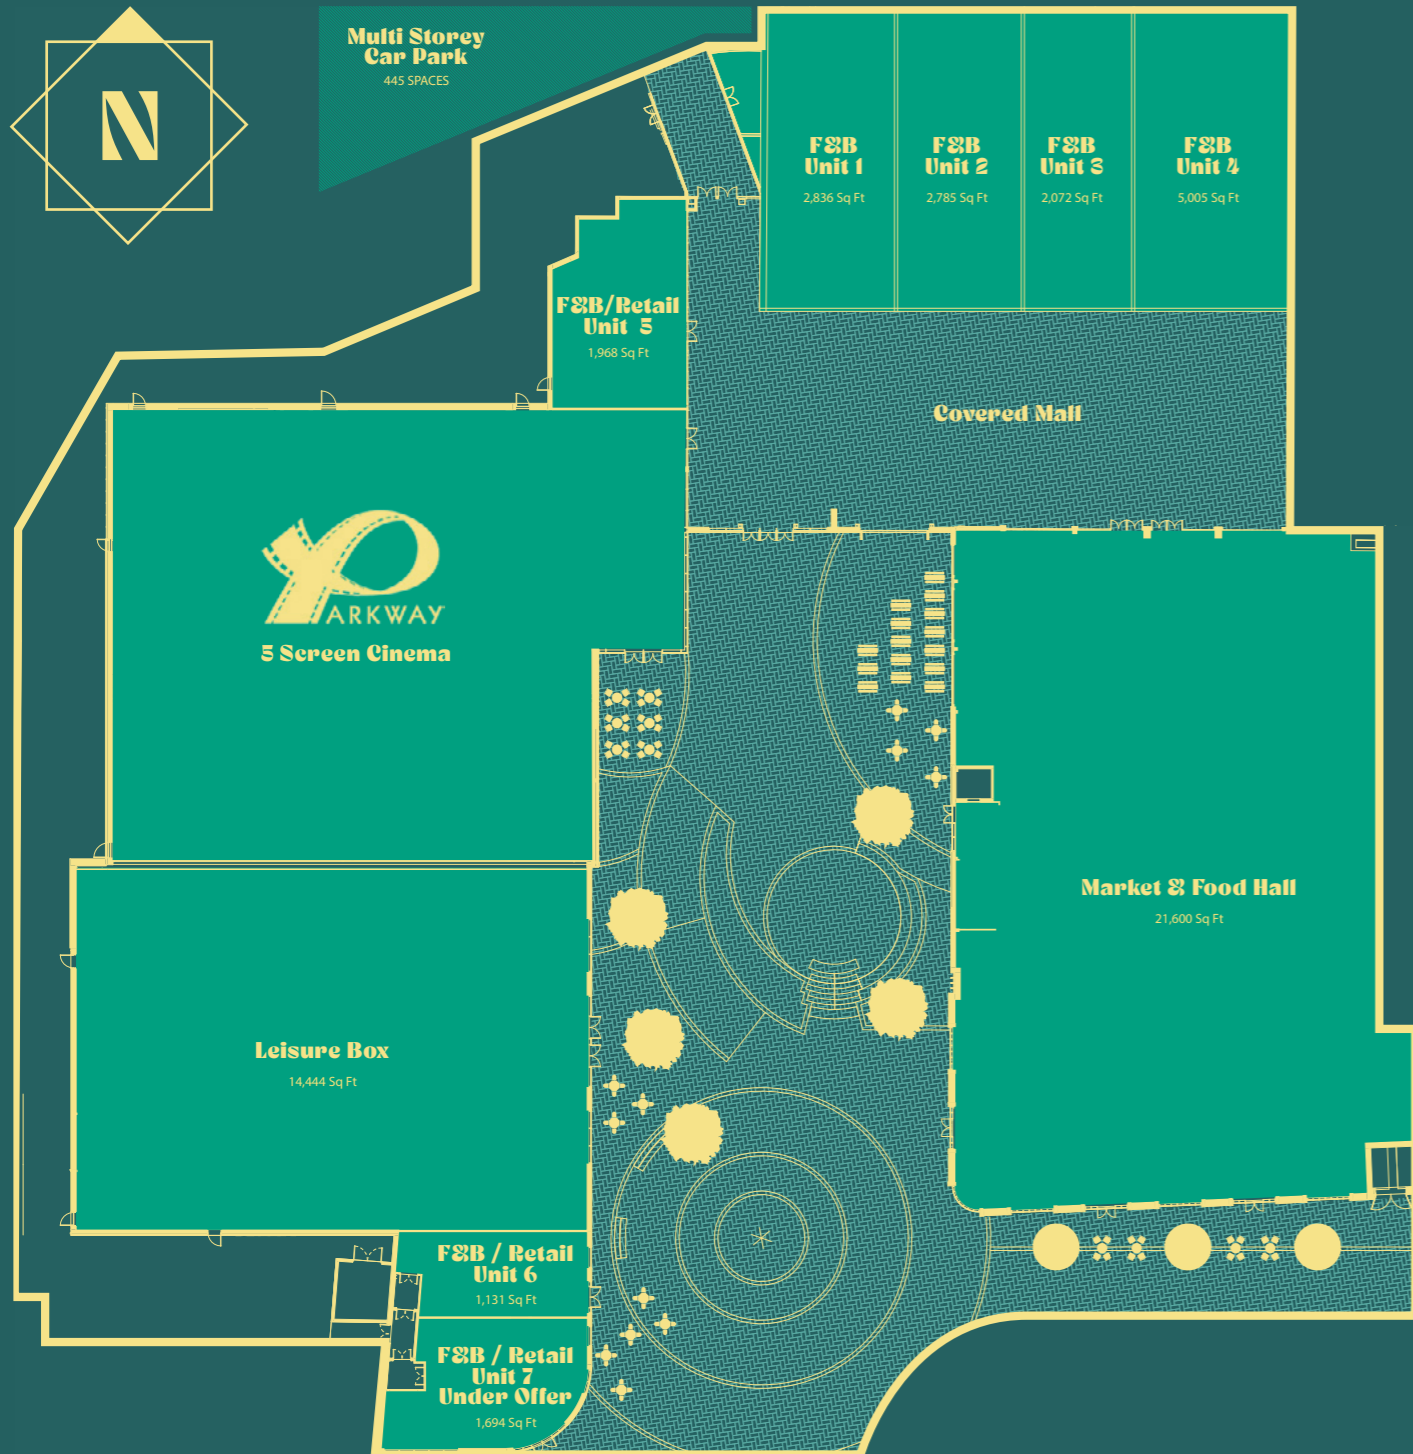 N
Multi Storey
Car Park
445 SPACES
F&B
Unit 1
2,836 Sq Ft
F&B
Unit 2
2,785 Sq Ft
F&B
Unit 3
2,072 Sq Ft
F&B
Unit 4
5,005 Sq Ft
F&B/Retail
Unit 5
1,968 Sq Ft
Covered Mall
PARKWAY
5 Screen Cinema
Market & Food Hall
21,600 Sq Ft
Leisure Box
14,444 Sq Ft
F&B / Retail
Unit 6
1,131 Sq Ft
F&B / Retail
Unit 7
Under Offer
1,694 Sq Ft